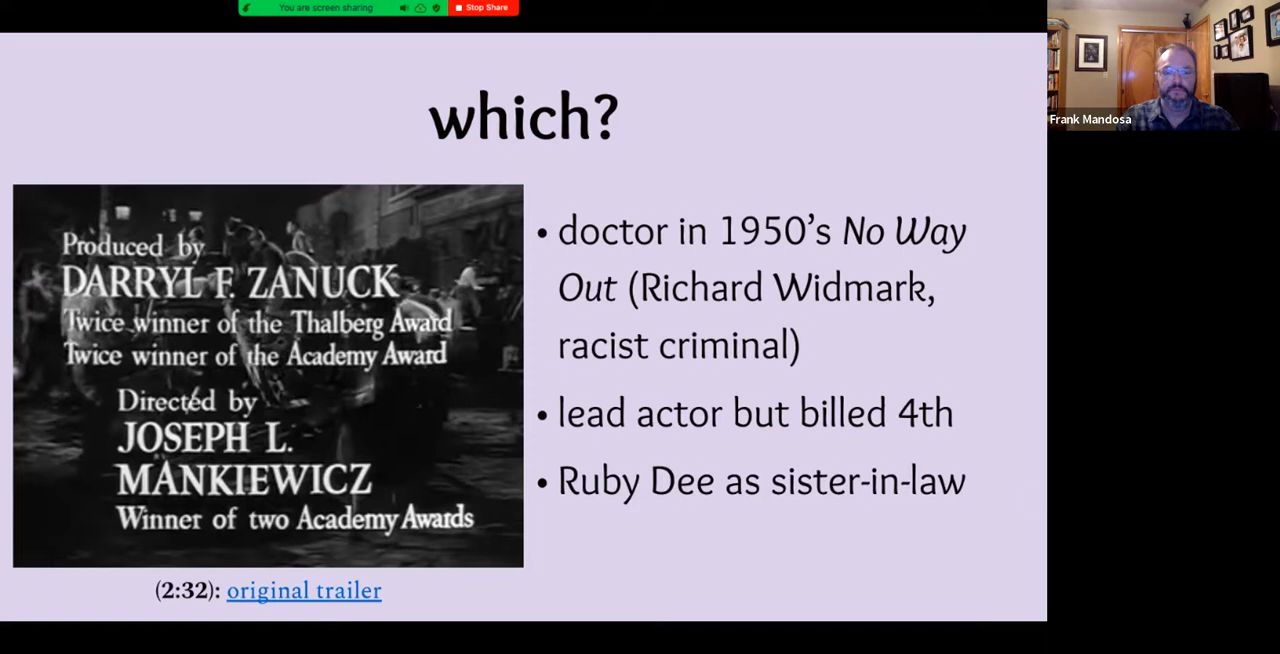 You are screen sharing
Stop Share
Frank Mandosa
which?
Produced by
DARRYL F. ZANUCK
Twice winner of the Thalberg Award
Twice winner of the Academy Award
Directed by
JOSEPH L.
MANKIEWICZ
Winner of two Academy Awards
(2:32): original trailer
• doctor in 1950’s No Way
Out (Richard Widmark,
racist criminal)
• lead actor but billed 4th
• Ruby Dee as sister-in-law